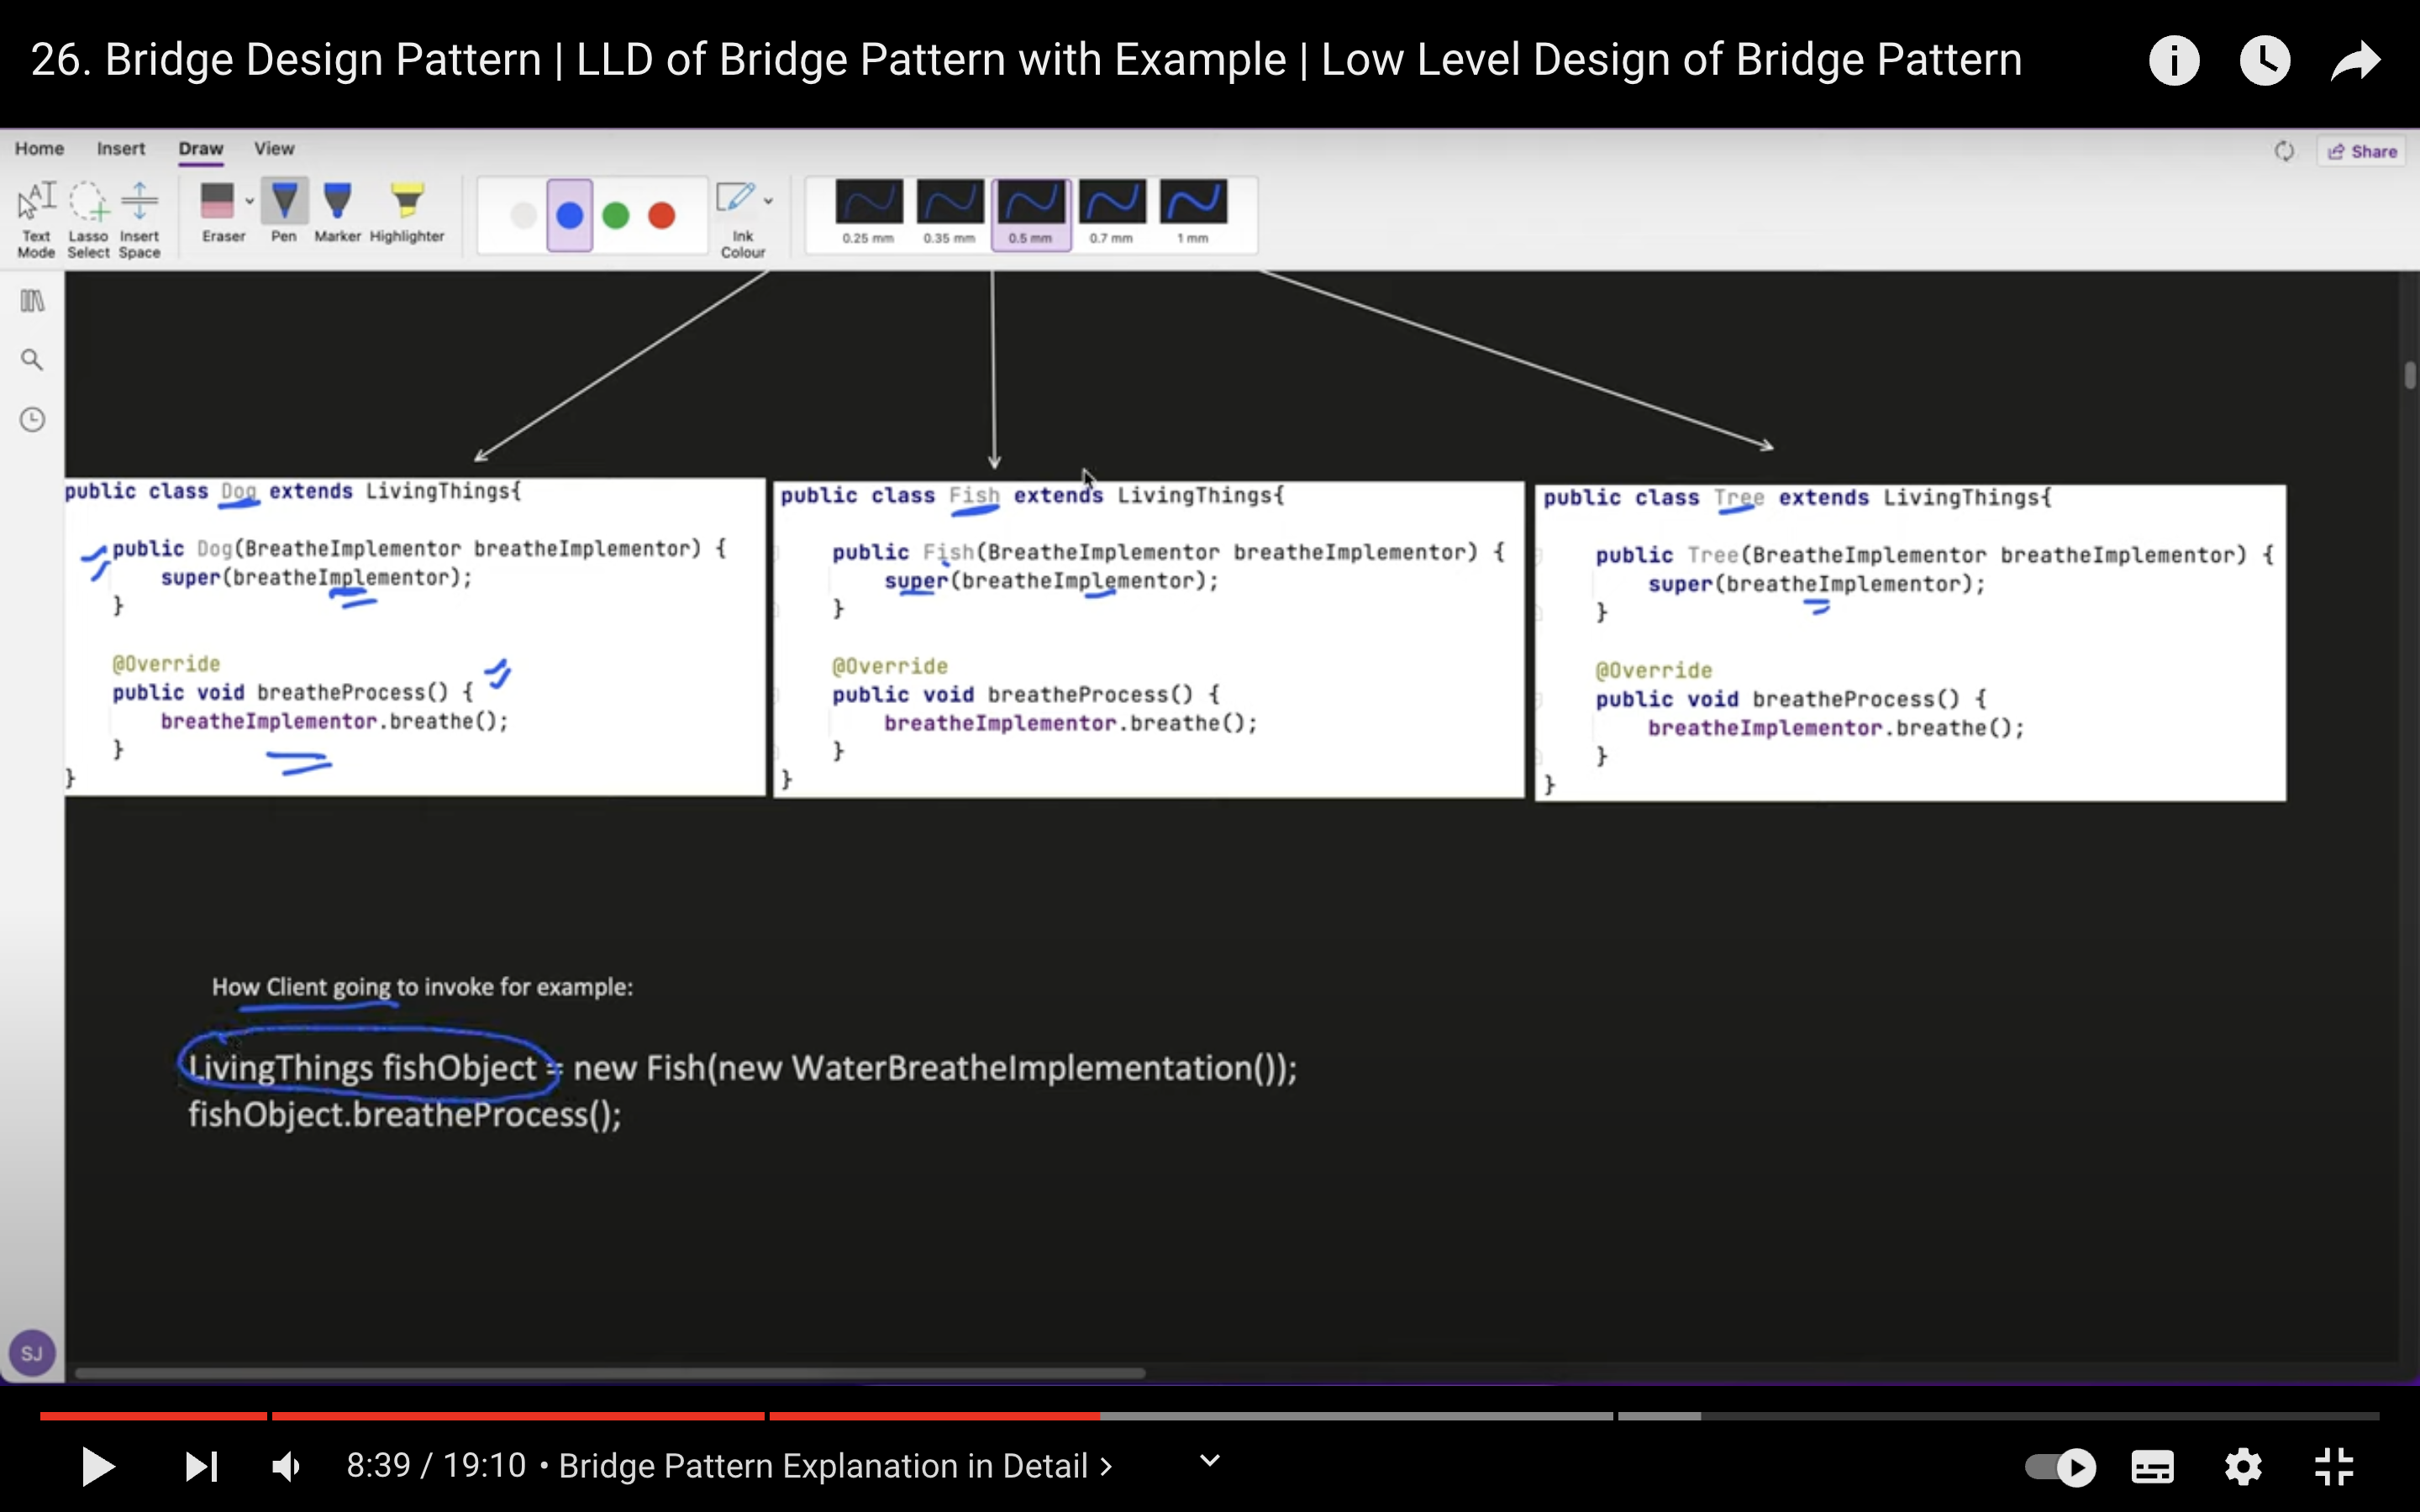 26. Bridge Design Pattern | LLD of Bridge Pattern with Example | Low Level Design of Bridge Pattern
Home Insert Draw View
Share
Text Mode
Lasso Select
Insert Space
Eraser
Pen
Marker
Highlighter
Ink Colour
0.25 mm
0.35 mm
0.5 mm
0.7 mm
1 mm
public class Dog extends LivingThings{
public Dog(BreatheImplementor breatheImplementor) {
super(breatheImplementor);
}
@Override
public void breatheProcess() {
breatheImplementor.breathe();
}
}
public class Fish extends LivingThings{
public Fish(BreatheImplementor breatheImplementor) {
super(breatheImplementor);
}
@Override
public void breatheProcess() {
breatheImplementor.breathe();
}
}
public class Tree extends LivingThings{
public Tree(BreatheImplementor breatheImplementor) {
super(breatheImplementor);
}
@Override
public void breatheProcess() {
breatheImplementor.breathe();
}
}
How Client going to invoke for example:
LivingThings fishObject = new Fish(new WaterBreatheImplementation());
fishObject.breatheProcess();
SJ
8:39 / 19:10 • Bridge Pattern Explanation in Detail >